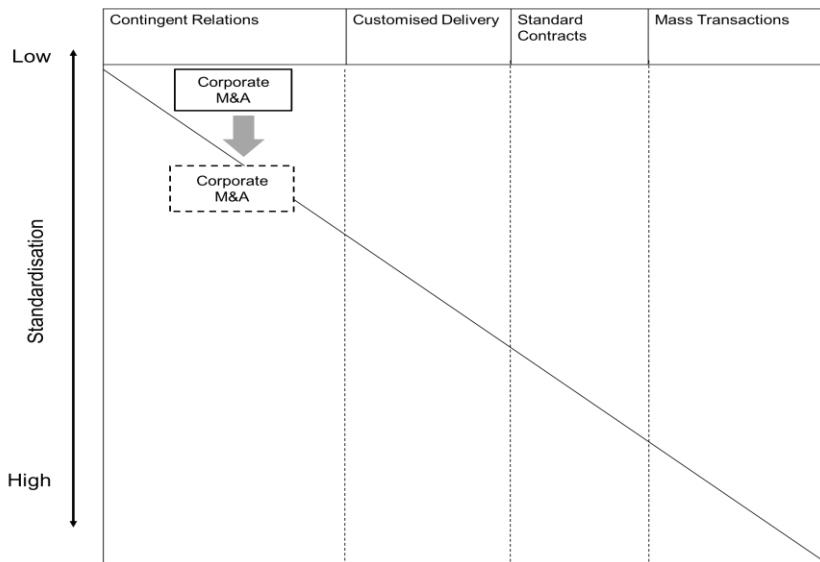 Contingent Relations
Customised Delivery
Standard
Contracts
Mass Transactions
Low
Corporate
M&A
Corporate
M&A
Standardisation
High